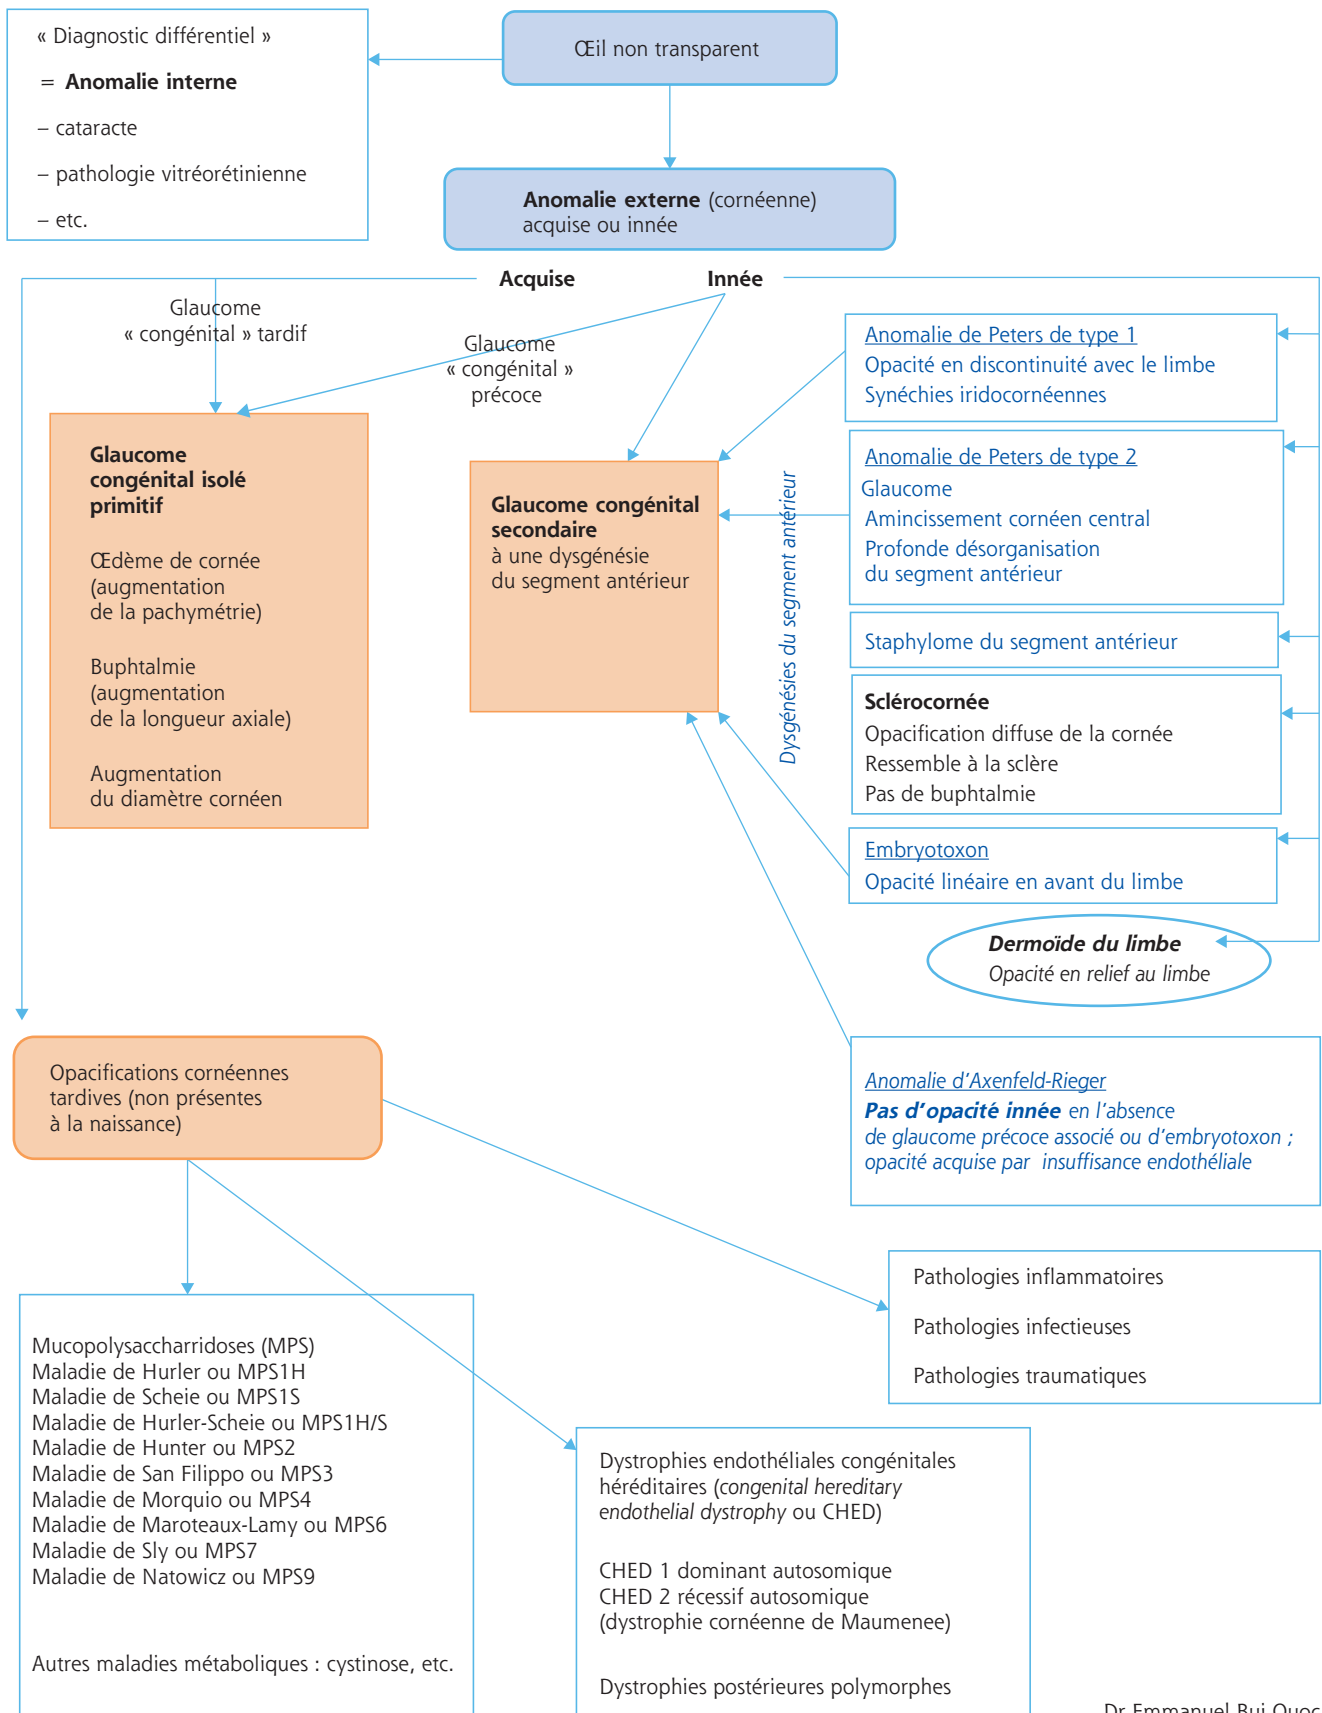 « Diagnostic différentiel »
= Anomalie interne
– cataracte
– pathologie vitréorétinienne
– etc.
Œil non transparent
Anomalie externe (cornéenne)
acquise ou innée
Acquise
Innée
Glaucome
« congénital » tardif
Glaucome
« congénital »
précoce
Glaucome
congénital isolé
primitif
Œdème de cornée
(augmentation
de la pachymétrie)
Buphtalmie
(augmentation
de la longueur axiale)
Augmentation
du diamètre cornéen
Glaucome congénital
secondaire
à une dysgénésie
du segment antérieur
Dysgénésies du segment antérieur
Anomalie de Peters de type 1
Opacité en discontinuité avec le limbe
Synéchies iridocornéennes
Anomalie de Peters de type 2
Glaucome
Amincissement cornéen central
Profonde désorganisation
du segment antérieur
Staphylome du segment antérieur
Sclérocornée
Opacification diffuse de la cornée
Ressemble à la sclère
Pas de buphtalmie
Embryotoxon
Opacité linéaire en avant du limbe
Dermoïde du limbe
Opacité en relief au limbe
Anomalie d'Axenfeld-Rieger
Pas d'opacité innée en l'absence
de glaucome précoce associé ou d'embryotoxon ;
opacité acquise par insuffisance endothéliale
Opacifications cornéennes
tardives (non présentes
à la naissance)
Pathologies inflammatoires
Pathologies infectieuses
Pathologies traumatiques
Mucopolysaccharridoses (MPS)
Maladie de Hurler ou MPS1H
Maladie de Scheie ou MPS1S
Maladie de Hurler-Scheie ou MPS1H/S
Maladie de Hunter ou MPS2
Maladie de San Filippo ou MPS3
Maladie de Morquio ou MPS4
Maladie de Maroteaux-Lamy ou MPS6
Maladie de Sly ou MPS7
Maladie de Natowicz ou MPS9
Autres maladies métaboliques : cystinose, etc.
Dystrophies endothéliales congénitales
héréditaires (congenital hereditary
endothelial dystrophy ou CHED)
CHED 1 dominant autosomique
CHED 2 récessif autosomique
(dystrophie cornéenne de Maumenee)
Dystrophies postérieures polymorphes
Dr Emmanuel Bui Quoc